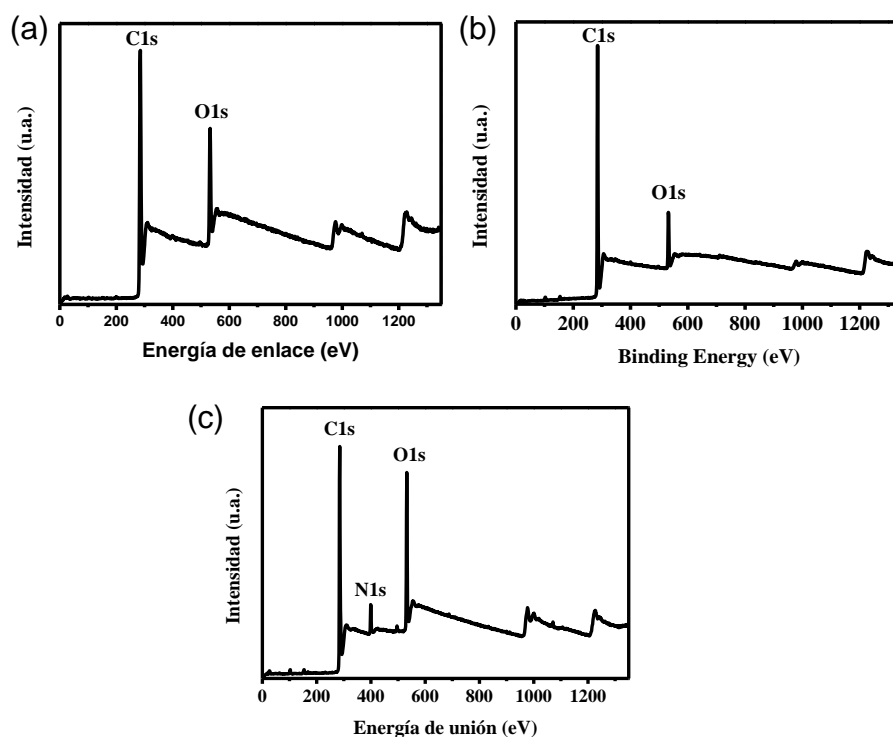 (a)
C1s
O1s
Intensidad (u.a.)
0 200 400 600 800 1000 1200
Energía de enlace (eV)
(b)
C1s
O1s
Intensidad (u.a.)
0 200 400 600 800 1000 1200
Binding Energy (eV)
(c)
C1s
O1s
N1s
Intensidad (u.a.)
0 200 400 600 800 1000 1200
Energía de unión (eV)